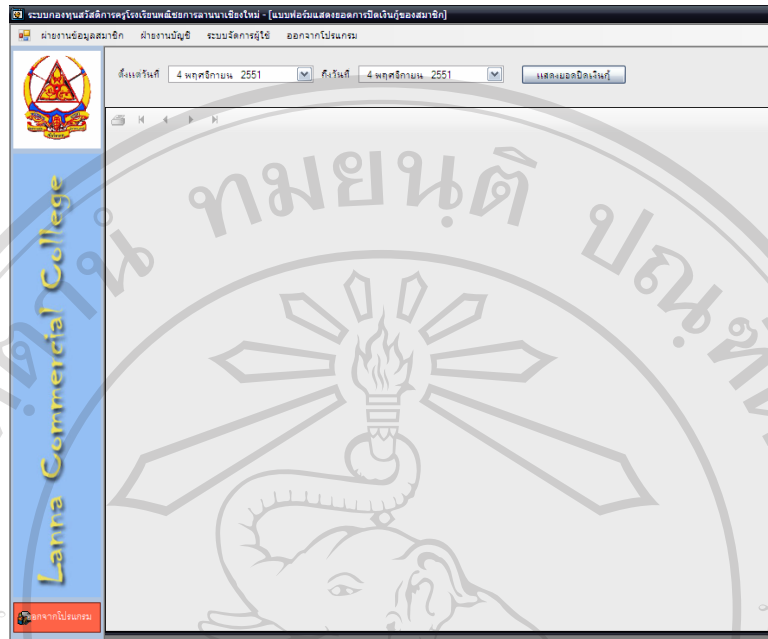 ระบบกองทุนสวัสดิการครูโรงเรียนพณิชยการลานนาเชียงใหม่ - [แบบฟอร์มแสดงยอดการปิดเงินกู้ของสมาชิก]
ฝ่ายงานข้อมูลสมาชิก ฝ่ายงานบัญชี ระบบจัดการผู้ใช้ ออกจากโปรแกรม
ตั้งแต่วันที่ 4 พฤศจิกายน 2551 ถึงวันที่ 4 พฤศจิกายน 2551 แสดงยอดปิดเงินกู้
Lanna Commercial College
ทมยนฺติ ปณฺฑิ
ออกจากโปรแกรม